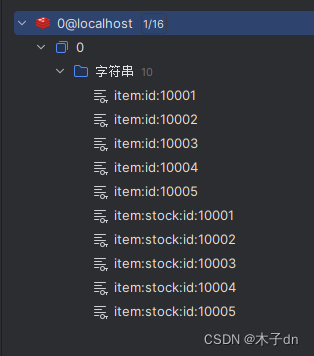 0@localhost 1/16
0
字符串 10
item:id:10001
item:id:10002
item:id:10003
item:id:10004
item:id:10005
item:stock:id:10001
item:stock:id:10002
item:stock:id:10003
item:stock:id:10004
item:stock:id:10005
CSDN @木子dn